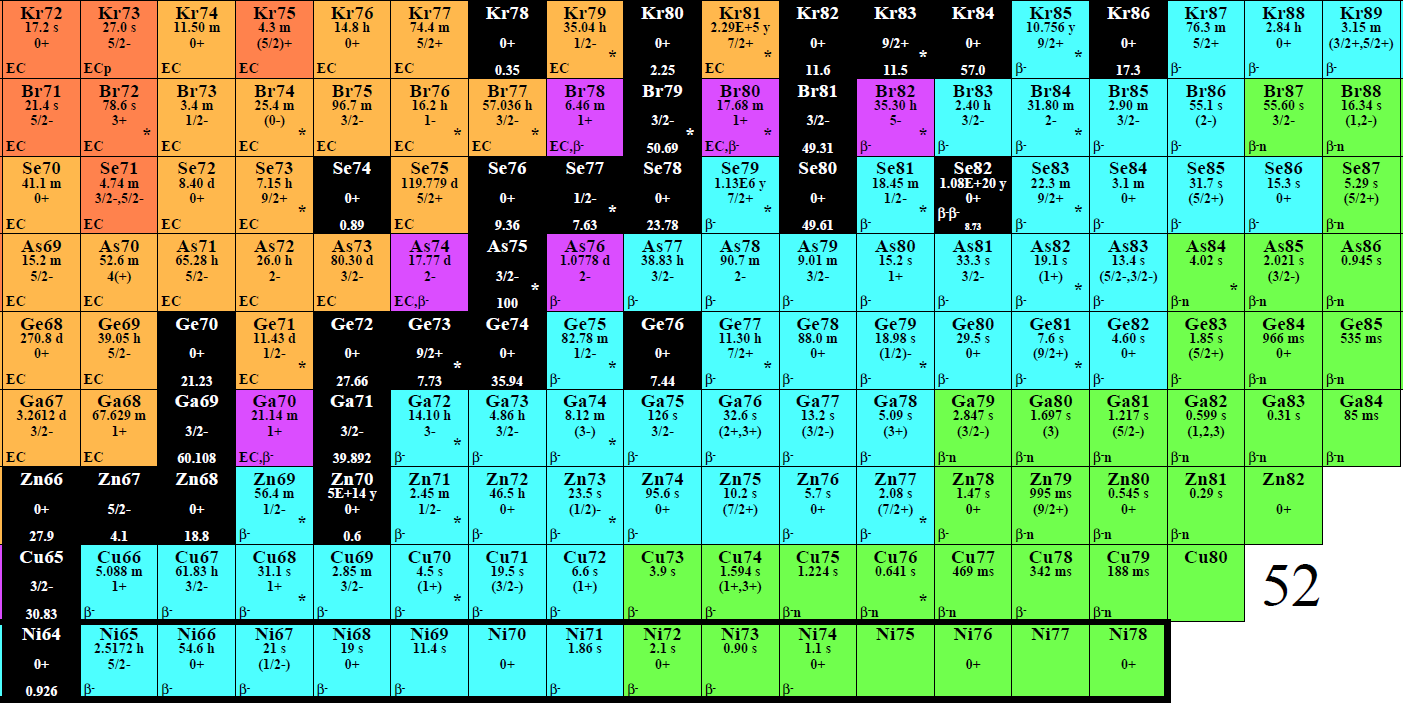 Kr72 Kr73 Kr74 Kr75 Kr76 Kr77 Kr78 Kr79 Kr80 Kr81 Kr82 Kr83 Kr84 Kr85 Kr86 Kr87 Kr88 Kr89
17.2 s 27.0 s 11.50 m 4.3 m 14.8 h 74.4 m 35.04 h 2.29E+5 y 10.756 y 76.3 m 2.84 h 3.15 m
0+ 5/2- 0+ (5/2)+ 0+ 5/2+ 0+ 1/2- 0+ 7/2+ 0+ 9/2+ 0+ 9/2+ 0+ 5/2+ 0+ (3/2+,5/2+)
* * * *
EC ECp EC EC EC EC 0.35 EC 2.25 EC 11.6 11.5 57.0 β- 17.3 β- β- β-
Br71 Br72 Br73 Br74 Br75 Br76 Br77 Br78 Br79 Br80 Br81 Br82 Br83 Br84 Br85 Br86 Br87 Br88
21.4 s 78.6 s 3.4 m 25.4 m 96.7 m 16.2 h 57.036 h 6.46 m 17.68 m 35.30 h 2.40 h 31.80 m 2.90 m 55.1 s 55.60 s 16.34 s
5/2- 3+ 1/2- (0-) 3/2- 1- 3/2- 1+ 3/2- 1+ 3/2- 5- 3/2- 2- 3/2- (2-) 3/2- (1,2-)
* * * * * * * *
EC EC EC EC EC EC EC EC,β- 50.69 EC,β- 49.31 β- β- β- β- β- β-n β-n
Se70 Se71 Se72 Se73 Se74 Se75 Se76 Se77 Se78 Se79 Se80 Se81 Se82 Se83 Se84 Se85 Se86 Se87
41.1 m 4.74 m 8.40 d 7.15 h 119.779 d 1.13E6 y 18.45 m 1.08E+20 y 22.3 m 3.1 m 31.7 s 15.3 s 5.29 s
0+ 3/2-,5/2- 0+ 9/2+ 0+ 5/2+ 0+ 1/2- 0+ 7/2+ 0+ 1/2- 0+ 9/2+ 0+ (5/2+) 0+ (5/2+)
* * * * *
EC EC EC EC 0.89 EC 9.36 7.63 23.78 β- 49.61 β- β-β- 8.73 β- β- β- β- β-n
As69 As70 As71 As72 As73 As74 As75 As76 As77 As78 As79 As80 As81 As82 As83 As84 As85 As86
15.2 m 52.6 m 65.28 h 26.0 h 80.30 d 17.77 d 1.0778 d 38.83 h 90.7 m 9.01 m 15.2 s 33.3 s 19.1 s 13.4 s 4.02 s 2.021 s 0.945 s
5/2- 4(+) 5/2- 2- 3/2- 2- 3/2- 2- 3/2- 2- 3/2- 1+ 3/2- (1+) (5/2-,3/2-) (3/2-)
* * *
EC EC EC EC EC EC,β- 100 β- β- β- β- β- β- β- β- β-n β-n β-n
Ge68 Ge69 Ge70 Ge71 Ge72 Ge73 Ge74 Ge75 Ge76 Ge77 Ge78 Ge79 Ge80 Ge81 Ge82 Ge83 Ge84 Ge85
270.8 d 39.05 h 11.43 d 82.78 m 11.30 h 88.0 m 18.98 s 29.5 s 7.6 s 4.60 s 1.85 s 966 ms 535 ms
0+ 5/2- 0+ 1/2- 0+ 9/2+ 0+ 1/2- 0+ 7/2+ 0+ (1/2)- 0+ (9/2+) 0+ (5/2+) 0+
* * * * * *
EC EC 21.23 EC 27.66 7.73 35.94 β- 7.44 β- β- β- β- β- β- β-n β-n β-n
Ga67 Ga68 Ga69 Ga70 Ga71 Ga72 Ga73 Ga74 Ga75 Ga76 Ga77 Ga78 Ga79 Ga80 Ga81 Ga82 Ga83 Ga84
3.2612 d 67.629 m 21.14 m 14.10 h 4.86 h 8.12 m 126 s 32.6 s 13.2 s 5.09 s 2.847 s 1.697 s 1.217 s 0.599 s 0.31 s 85 ms
3/2- 1+ 3/2- 1+ 3/2- 3- 3/2- (3-) 3/2- (2+,3+) (3/2-) (3+) (3/2-) (3) (5/2-) (1,2,3)
* *
EC EC 60.108 EC,β- 39.892 β- β- β- β- β- β- β- β-n β-n β-n β-n β-n β-n
Zn66 Zn67 Zn68 Zn69 Zn70 Zn71 Zn72 Zn73 Zn74 Zn75 Zn76 Zn77 Zn78 Zn79 Zn80 Zn81 Zn82
56.4 m 5E+14 y 2.45 m 46.5 h 23.5 s 95.6 s 10.2 s 5.7 s 2.08 s 1.47 s 995 ms 0.545 s 0.29 s
0+ 5/2- 0+ 1/2- 0+ 1/2- 0+ (1/2)- 0+ (7/2+) 0+ (7/2+) 0+ (9/2+) 0+ 0+
* * * *
27.9 4.1 18.8 β- 0.6 β- β- β- β- β- β- β- β- β-n β-n β-n
Cu65 Cu66 Cu67 Cu68 Cu69 Cu70 Cu71 Cu72 Cu73 Cu74 Cu75 Cu76 Cu77 Cu78 Cu79 Cu80
5.088 m 61.83 h 31.1 s 2.85 m 4.5 s 19.5 s 6.6 s 3.9 s 1.594 s 1.224 s 0.641 s 469 ms 342 ms 188 ms
3/2- 1+ 3/2- 1+ 3/2- (1+) (3/2-) (1+) (1+,3+)
52
* * *
30.83 β- β- β- β- β- β- β- β- β- β-n β-n β-n β- β-n
Ni64 Ni65 Ni66 Ni67 Ni68 Ni69 Ni70 Ni71 Ni72 Ni73 Ni74 Ni75 Ni76 Ni77 Ni78
2.5172 h 54.6 h 21 s 19 s 11.4 s 1.86 s 2.1 s 0.90 s 1.1 s
0+ 5/2- 0+ (1/2-) 0+ 0+ 0+ 0+ 0+ 0+
0.926 β- β- β- β- β- β- β- β- β-